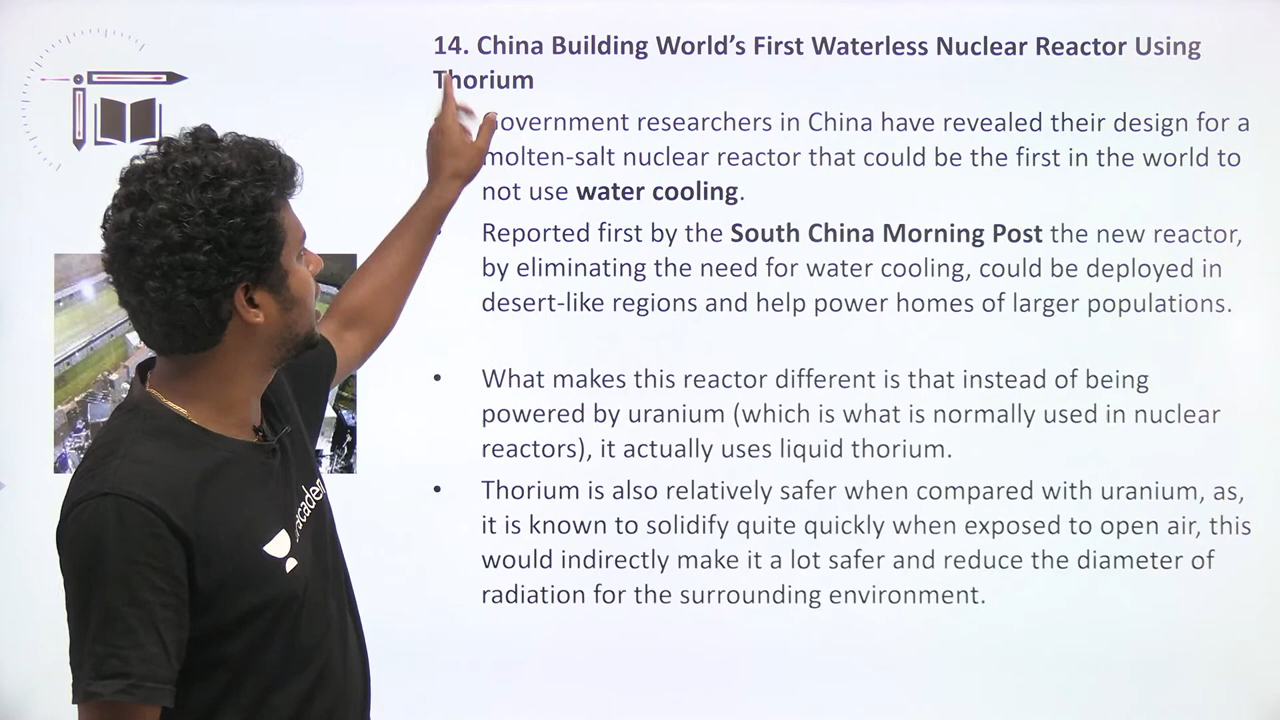 14. China Building World's First Waterless Nuclear Reactor Using
Thorium
Government researchers in China have revealed their design for a
molten-salt nuclear reactor that could be the first in the world to
not use water cooling.
• Reported first by the South China Morning Post the new reactor,
by eliminating the need for water cooling, could be deployed in
desert-like regions and help power homes of larger populations.
• What makes this reactor different is that instead of being
powered by uranium (which is what is normally used in nuclear
reactors), it actually uses liquid thorium.
• Thorium is also relatively safer when compared with uranium, as,
it is known to solidify quite quickly when exposed to open air, this
would indirectly make it a lot safer and reduce the diameter of
radiation for the surrounding environment.